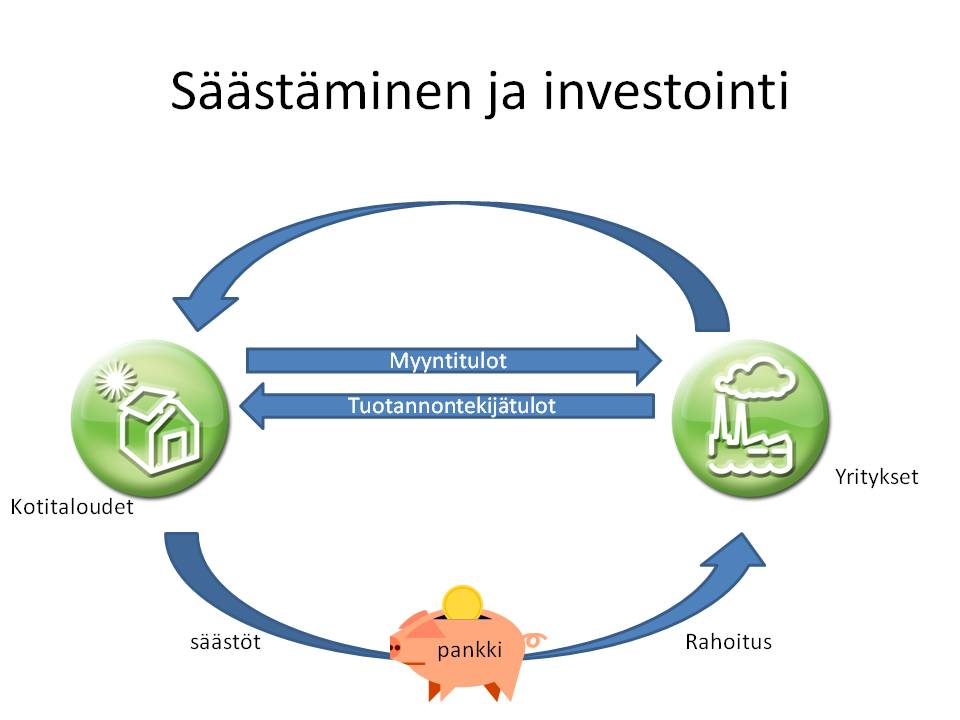 Säästäminen ja investointi
Myyntitulot
Tuotannontekijätulot
Yritykset
Kotitaloudet
säästöt
pankki
Rahoitus